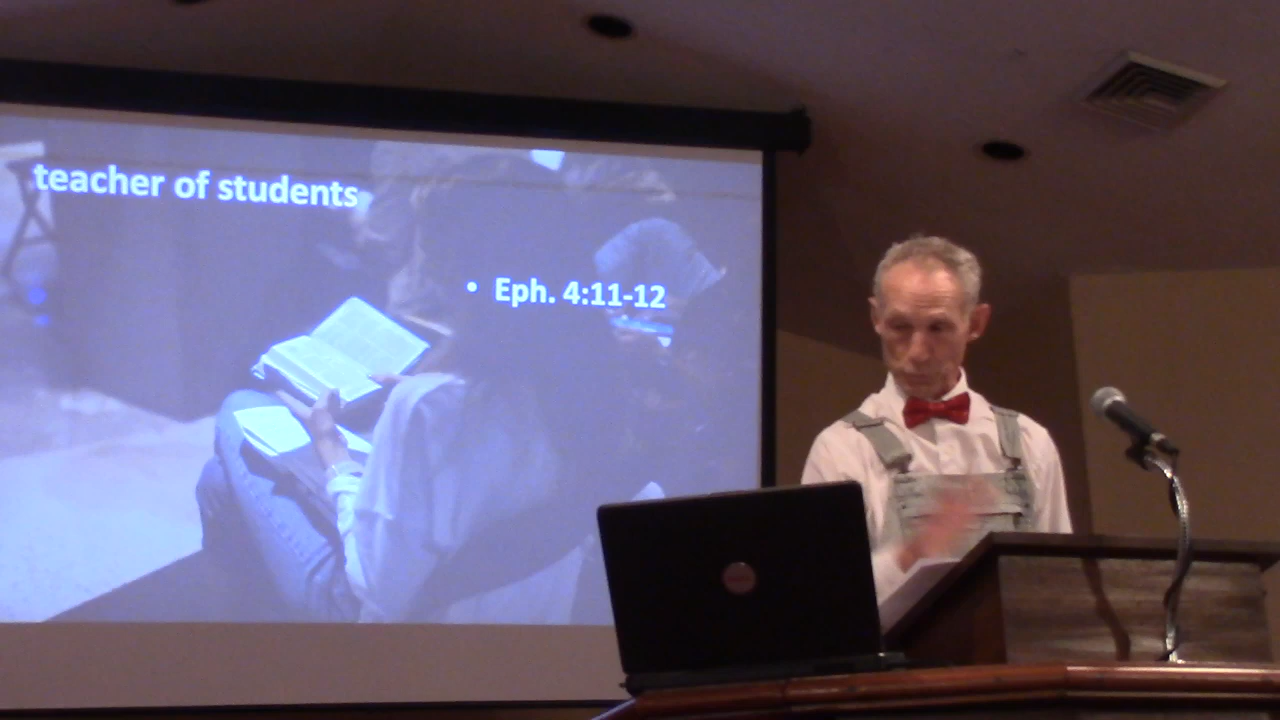 teacher of students
• Eph. 4:11-12